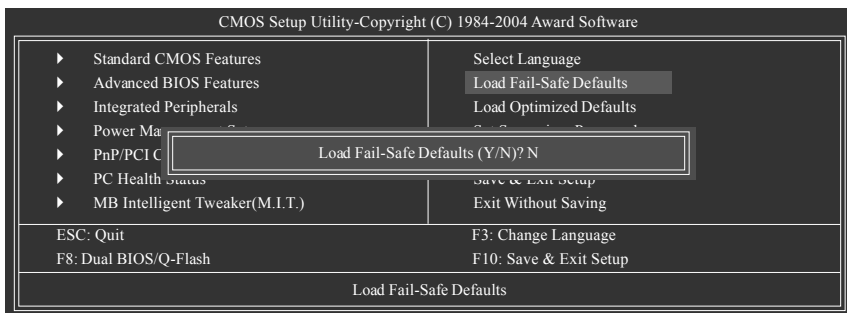 CMOS Setup Utility-Copyright (C) 1984-2004 Award Software
Standard CMOS Features
Advanced BIOS Features
Integrated Peripherals
Power
PnP/PCI
PC Health Status
MB Intelligent Tweaker(M.I.T.)
Select Language
Load Fail-Safe Defaults
Load Optimized Defaults
Save & Exit Setup
Exit Without Saving
Load Fail-Safe Defaults (Y/N)? N
ESC: Quit
F3: Change Language
F8: Dual BIOS/Q-Flash
F10: Save & Exit Setup
Load Fail-Safe Defaults